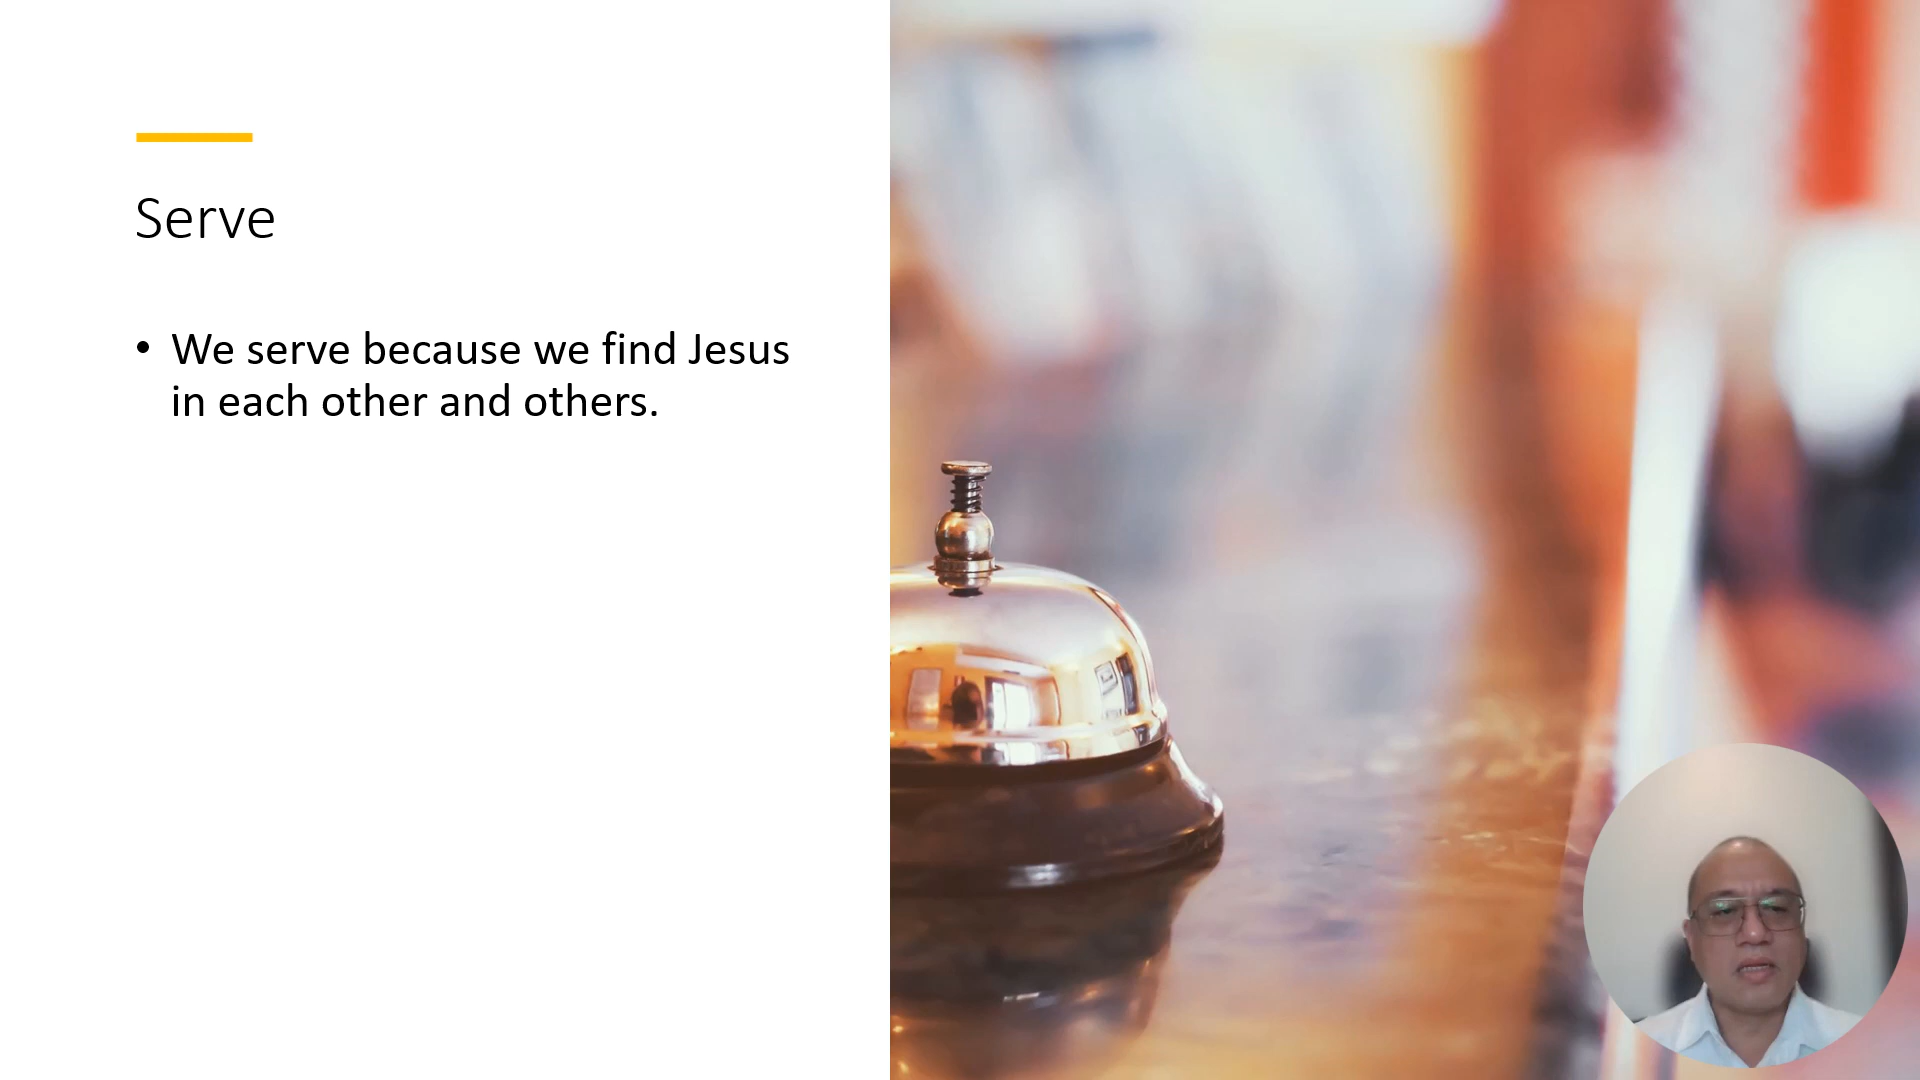 Serve
• We serve because we find Jesus
in each other and others.